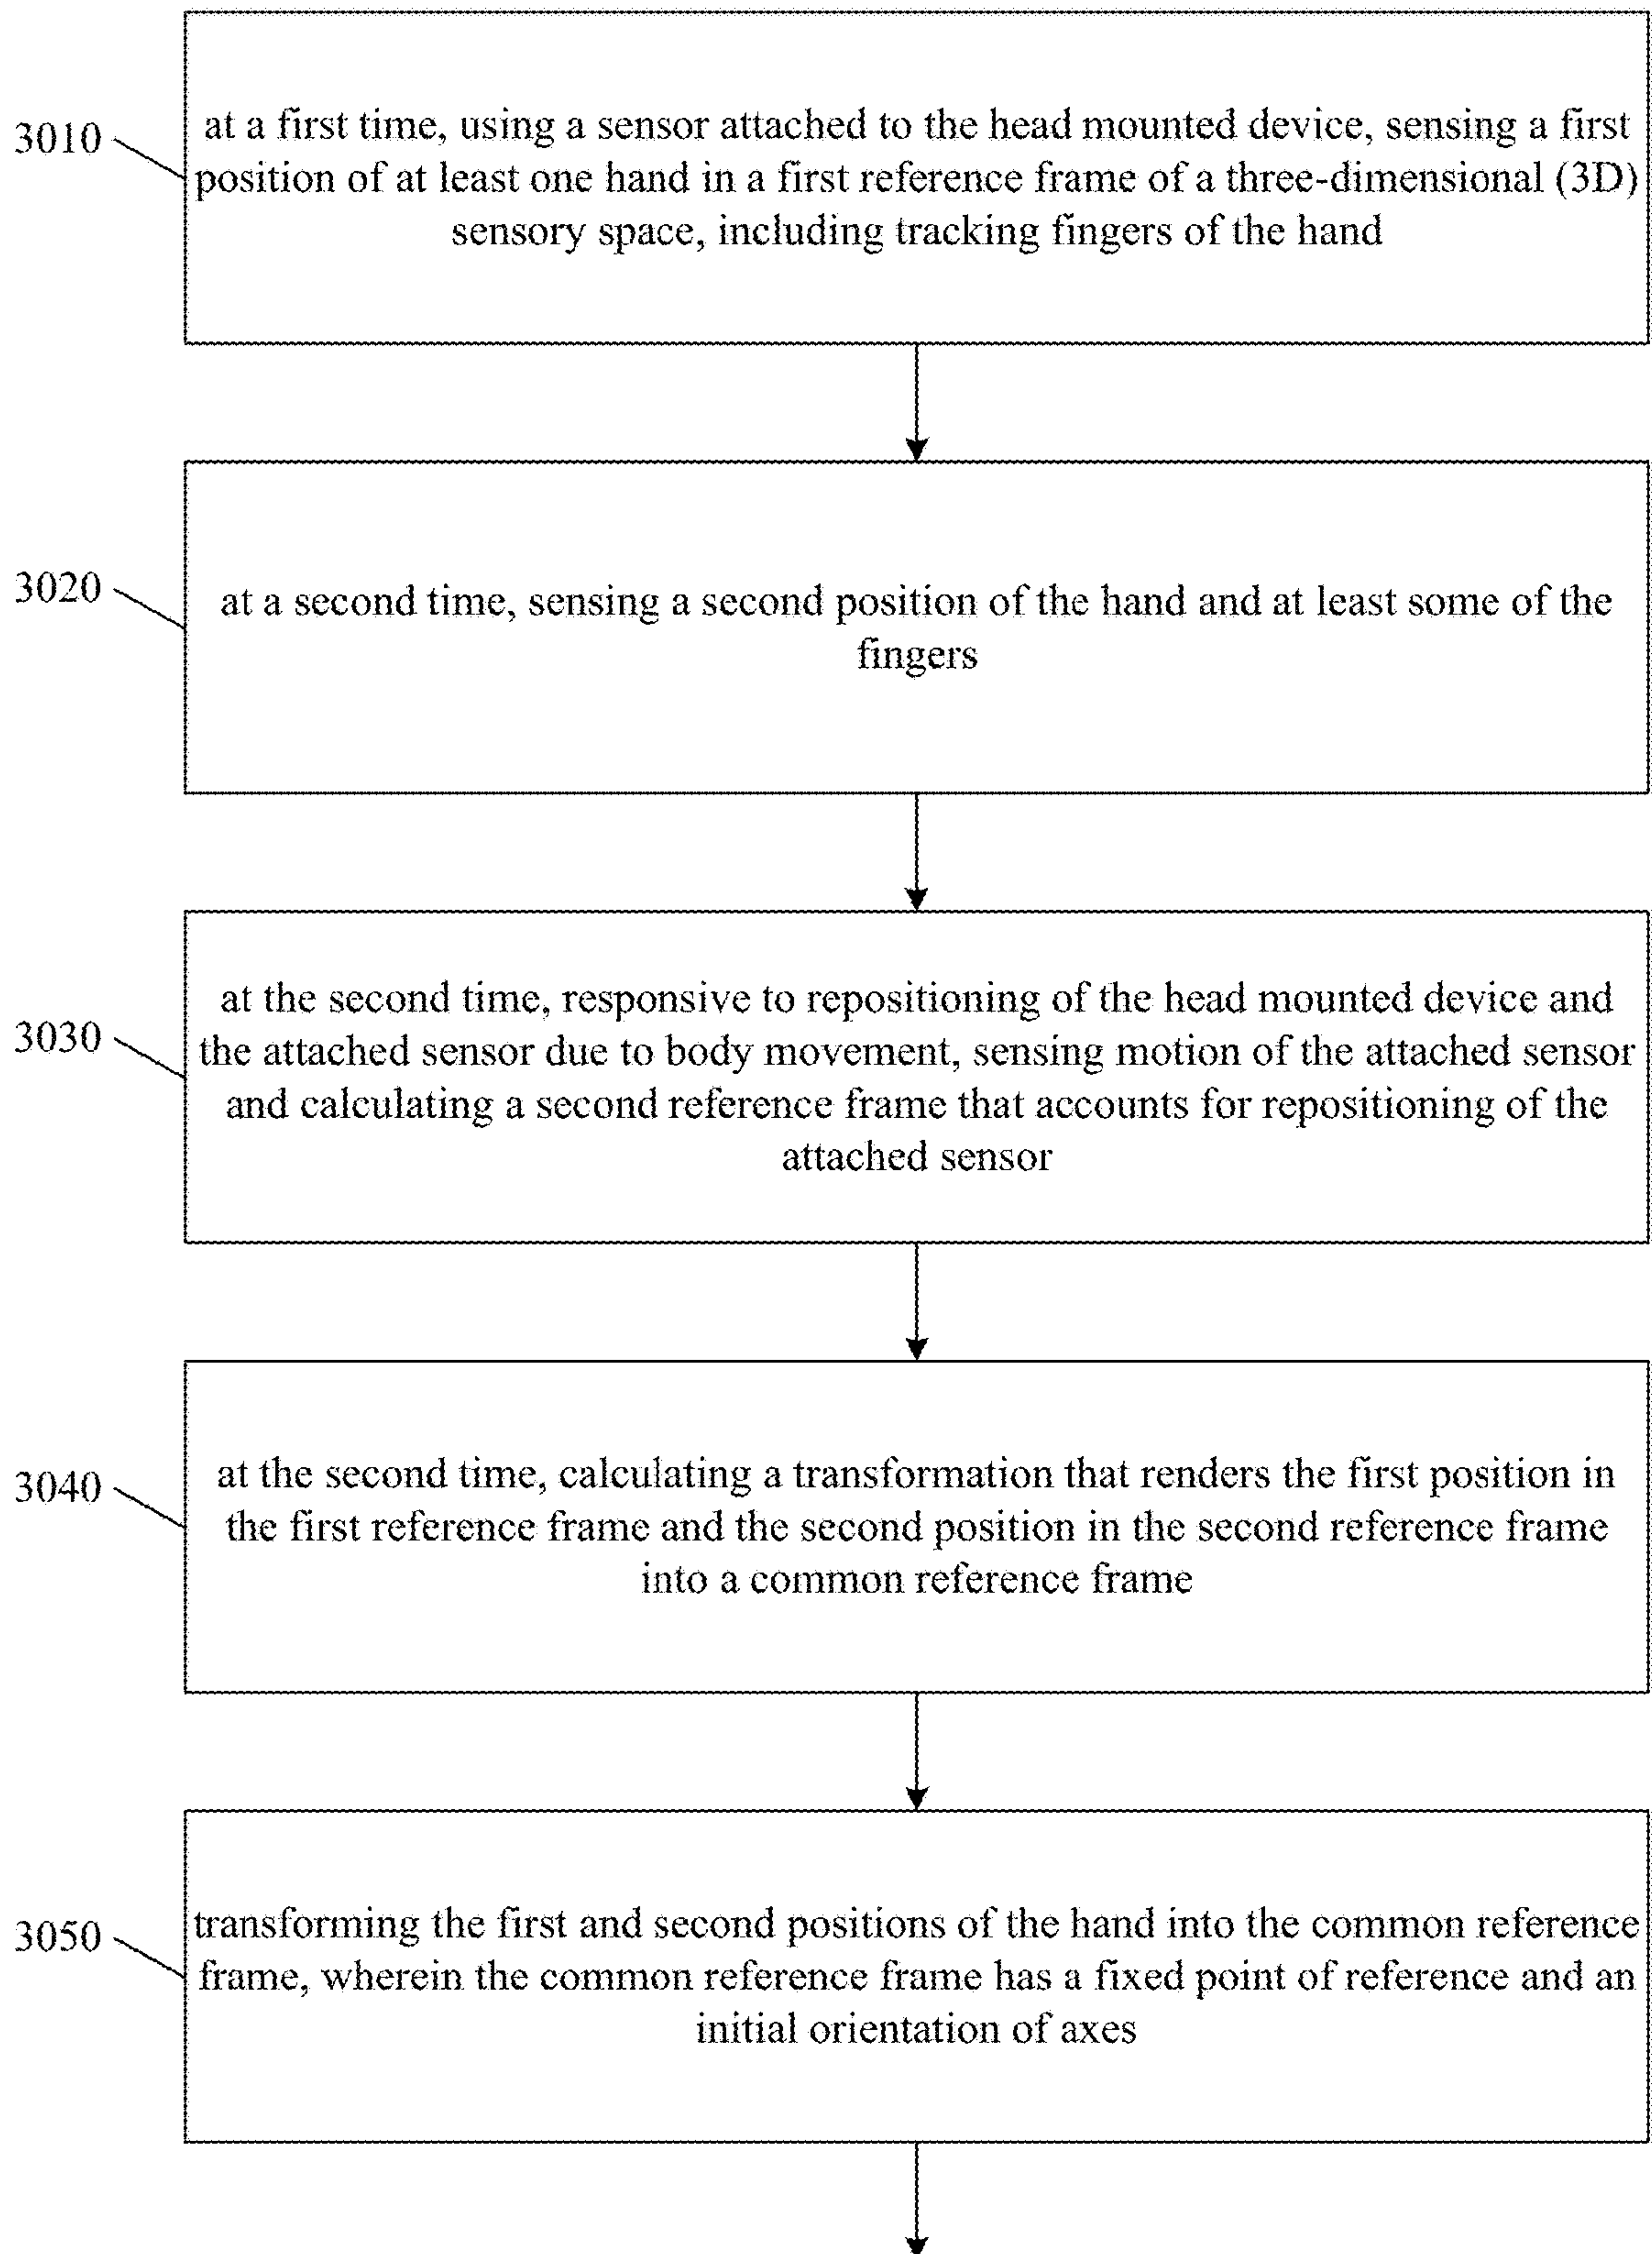 3010
at a first time, using a sensor attached to the head mounted device, sensing a first
position of at least one hand in a first reference frame of a three-dimensional (3D)
sensory space, including tracking fingers of the hand
3020
at a second time, sensing a second position of the hand and at least some of the
fingers
3030
at the second time, responsive to repositioning of the head mounted device and
the attached sensor due to body movement, sensing motion of the attached sensor
and calculating a second reference frame that accounts for repositioning of the
attached sensor
3040
at the second time, calculating a transformation that renders the first position in
the first reference frame and the second position in the second reference frame
into a common reference frame
3050
transforming the first and second positions of the hand into the common reference
frame, wherein the common reference frame has a fixed point of reference and an
initial orientation of axes